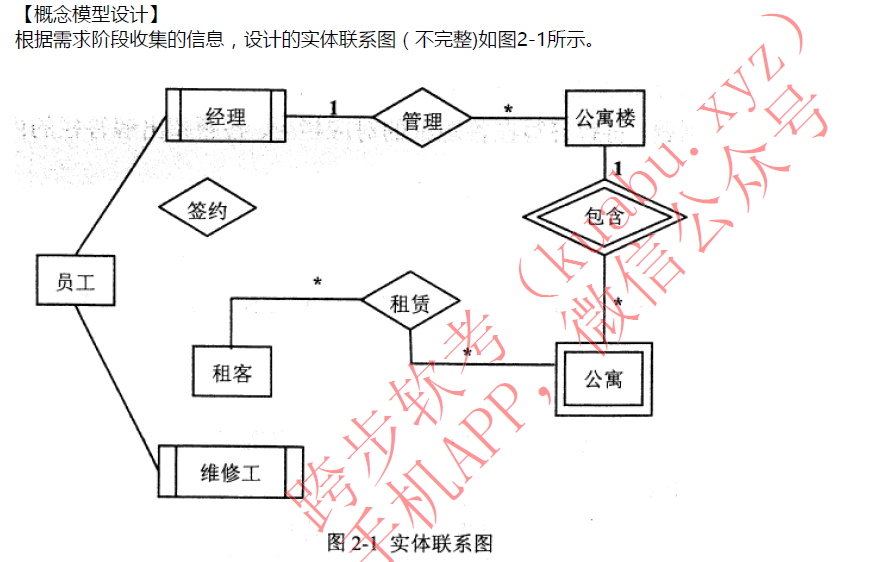 【概念模型设计】
根据需求阶段收集的信息，设计的实体联系图（不完整)如图2-1所示。
经理
1
管理
*
公寓楼
1
签约
包含
员工
*
租赁
*
*
租客
公寓
维修工
跨步软考（kuabu.xyz）
手机APP，微信公众号
图 2-1 实体联系图